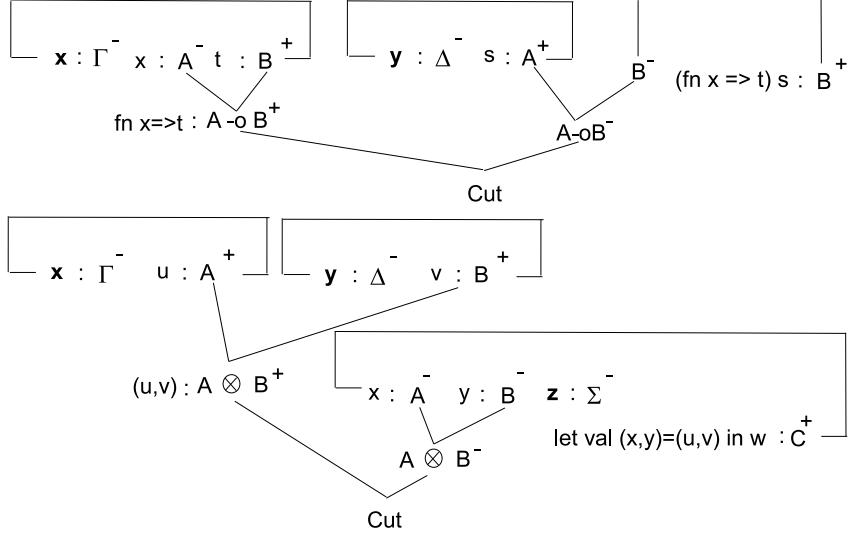 x : Γ⁻ x : A⁻ t : B⁺ y : Δ⁻ s : A⁺ B⁻ (fn x => t) s : B⁺
fn x=>t : A -o B⁺ A-oB⁻
Cut
x : Γ⁻ u : A⁺ y : Δ⁻ v : B⁺
(u,v) : A ⊗ B⁺ x : A⁻ y : B⁻ z : Σ⁻
let val (x,y)=(u,v) in w : C⁺
A ⊗ B⁻
Cut